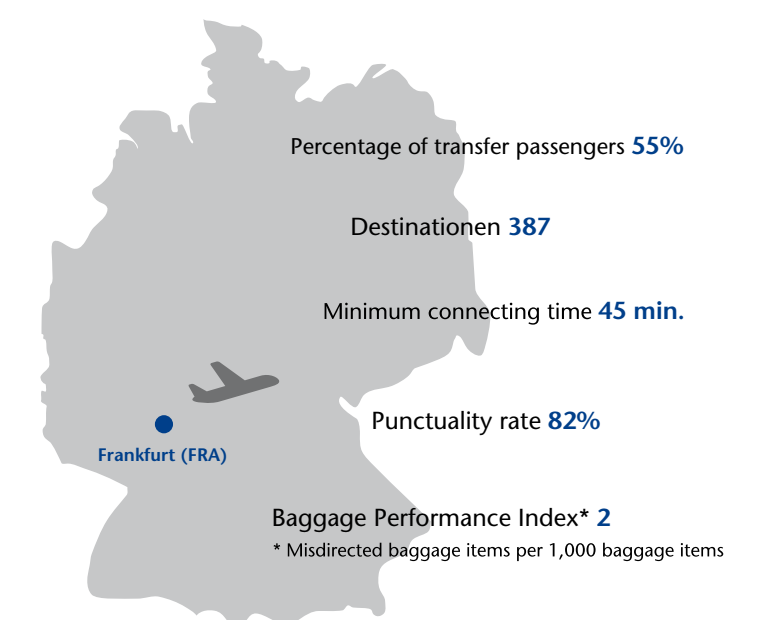 Percentage of transfer passengers 55%
Destinationen 387
Minimum connecting time 45 min.
Punctuality rate 82%
Frankfurt (FRA)
Baggage Performance Index* 2
* Misdirected baggage items per 1,000 baggage items